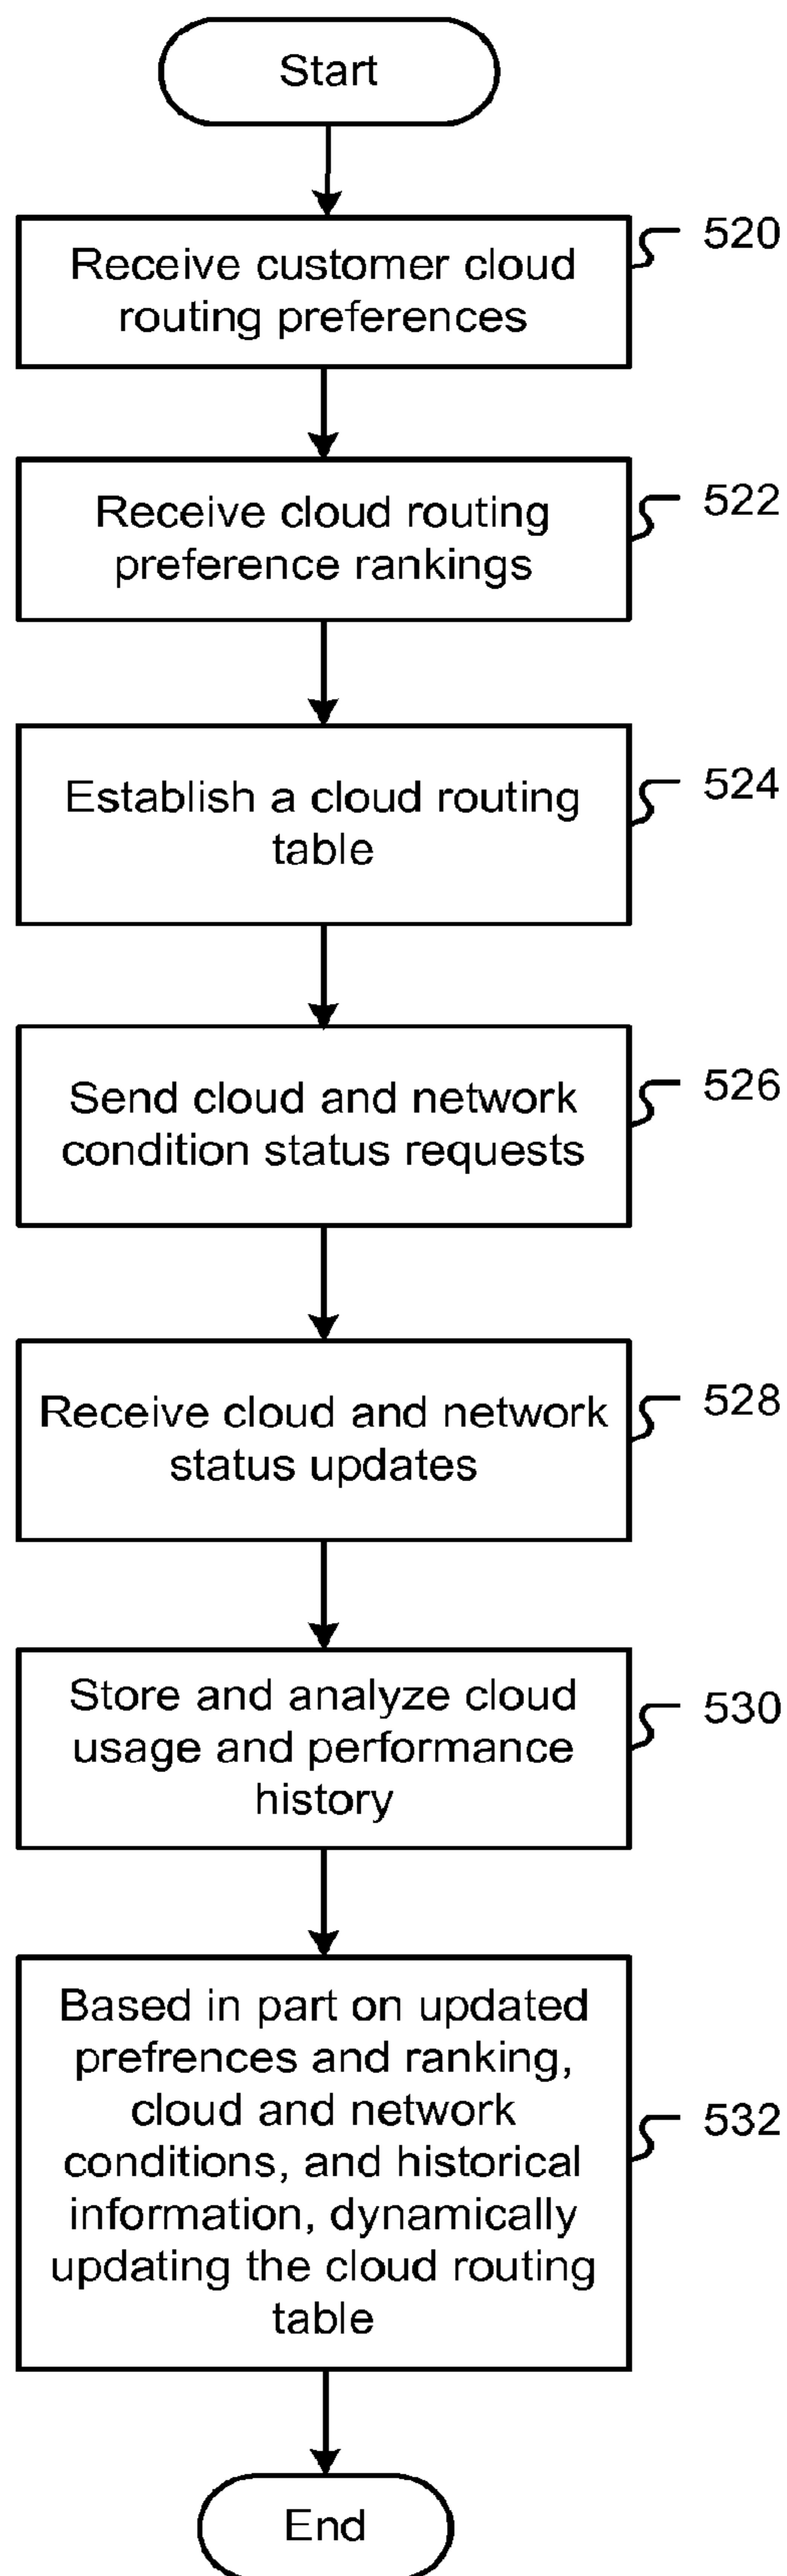 Start
Receive customer cloud
routing preferences
520
Receive cloud routing
preference rankings
522
Establish a cloud routing
table
524
Send cloud and network
condition status requests
526
Receive cloud and network
status updates
528
Store and analyze cloud
usage and performance
history
530
Based in part on updated
prefrences and ranking,
cloud and network
conditions, and historical
information, dynamically
updating the cloud routing
table
532
End